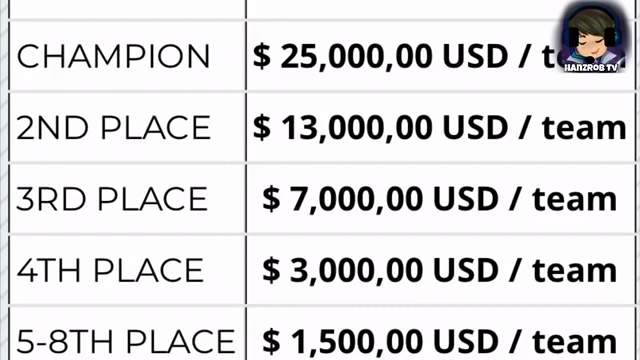 CHAMPION $ 25,000,00 USD / t
HANZROB TV
2ND PLACE $ 13,000,00 USD / team
3RD PLACE $ 7,000,00 USD / team
4TH PLACE $ 3,000,00 USD / team
5-8TH PLACE $ 1,500,00 USD / team